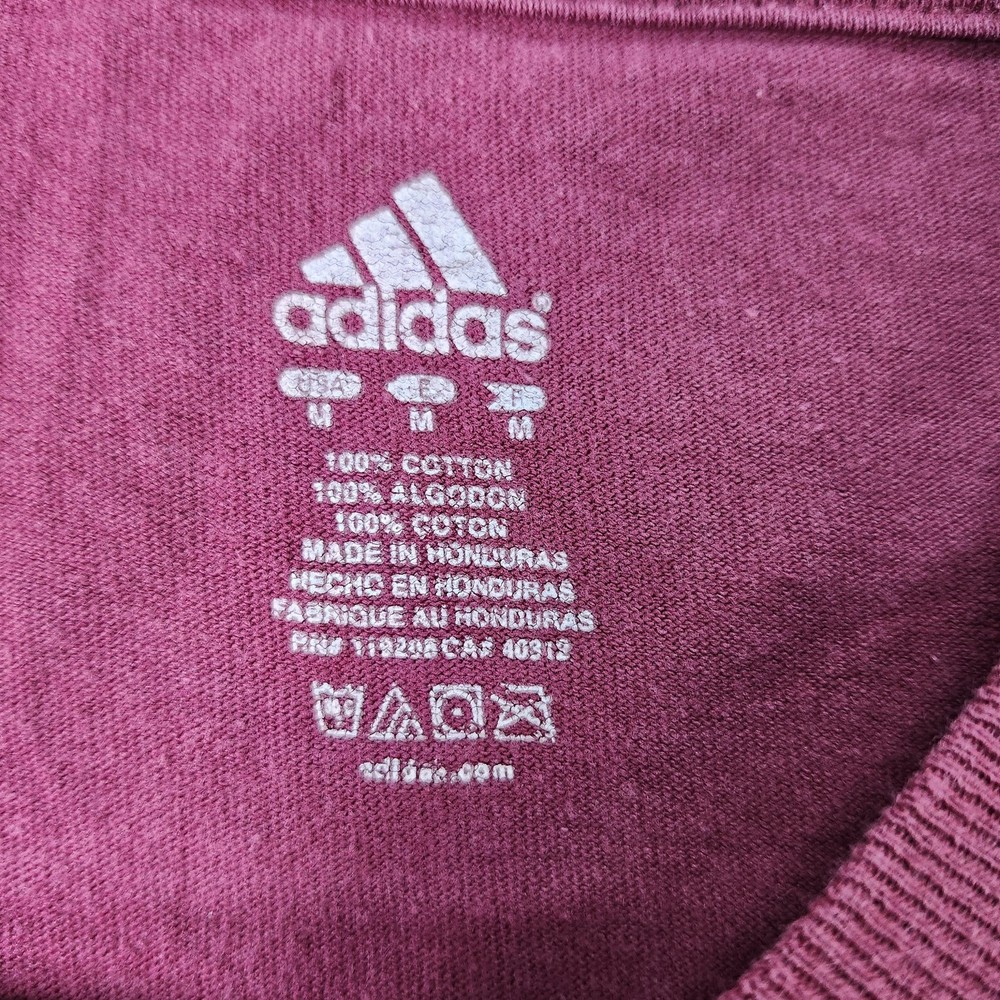 adidas®
USA E F
M M M
100% COTTON
100% ALGODON
100% COTON
MADE IN HONDURAS
HECHO EN HONDURAS
FABRIQUE AU HONDURAS
RN# CA# 40312
adidas.com